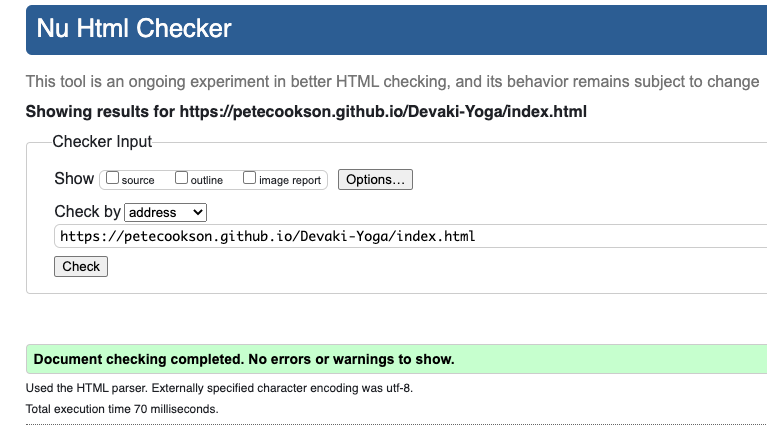 Nu Html Checker
This tool is an ongoing experiment in better HTML checking, and its behavior remains subject to change
Showing results for https://petecookson.github.io/Devaki-Yoga/index.html
Checker Input
Show source outline image report Options...
Check by address
https://petecookson.github.io/Devaki-Yoga/index.html
Check
Document checking completed. No errors or warnings to show.
Used the HTML parser. Externally specified character encoding was utf-8.
Total execution time 70 milliseconds.